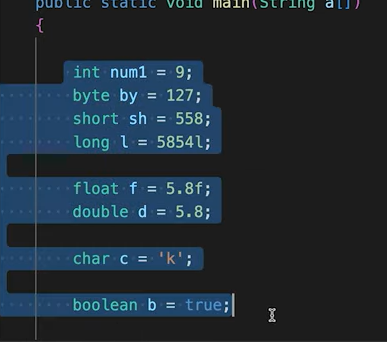 public static void main(String a[])
{
int num1 = 9;
byte by = 127;
short sh = 558;
long l = 5854l;
float f = 5.8f;
double d = 5.8;
char c = 'k';
boolean b = true;